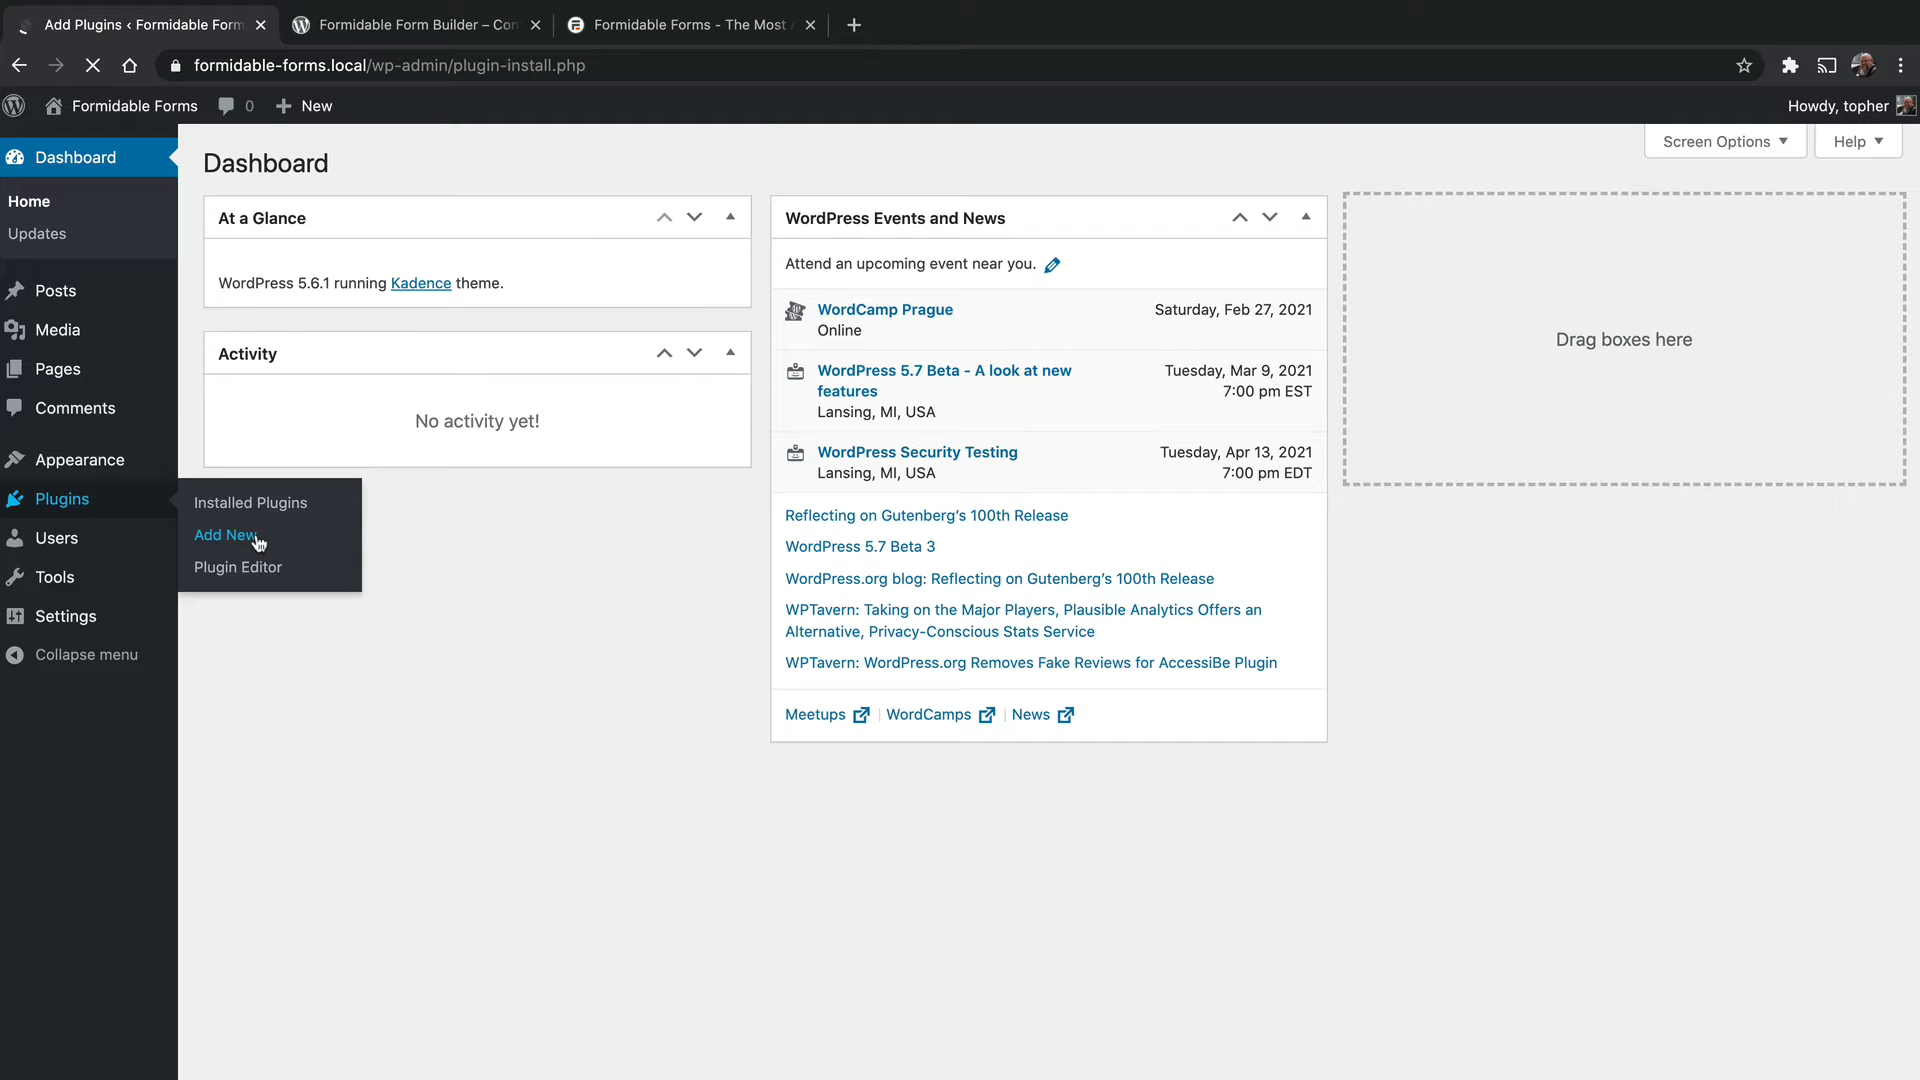 Add Plugins ‹ Formidable Form
Formidable Form Builder – Con
Formidable Forms - The Most A
formidable-forms.local/wp-admin/plugin-install.php
Formidable Forms
0
New
Howdy, topher
Dashboard
Home
Updates
Posts
Media
Pages
Comments
Appearance
Plugins
Users
Tools
Settings
Collapse menu
Installed Plugins
Add New
Plugin Editor
Screen Options
Help
Dashboard
At a Glance
WordPress 5.6.1 running Kadence theme.
Activity
No activity yet!
WordPress Events and News
Attend an upcoming event near you.
WordCamp Prague Saturday, Feb 27, 2021
Online
WordPress 5.7 Beta - A look at new Tuesday, Mar 9, 2021
features 7:00 pm EST
Lansing, MI, USA
WordPress Security Testing Tuesday, Apr 13, 2021
Lansing, MI, USA 7:00 pm EDT
Reflecting on Gutenberg’s 100th Release
WordPress 5.7 Beta 3
WordPress.org blog: Reflecting on Gutenberg’s 100th Release
WPTavern: Taking on the Major Players, Plausible Analytics Offers an
Alternative, Privacy-Conscious Stats Service
WPTavern: WordPress.org Removes Fake Reviews for AccessiBe Plugin
Meetups | WordCamps | News
Drag boxes here